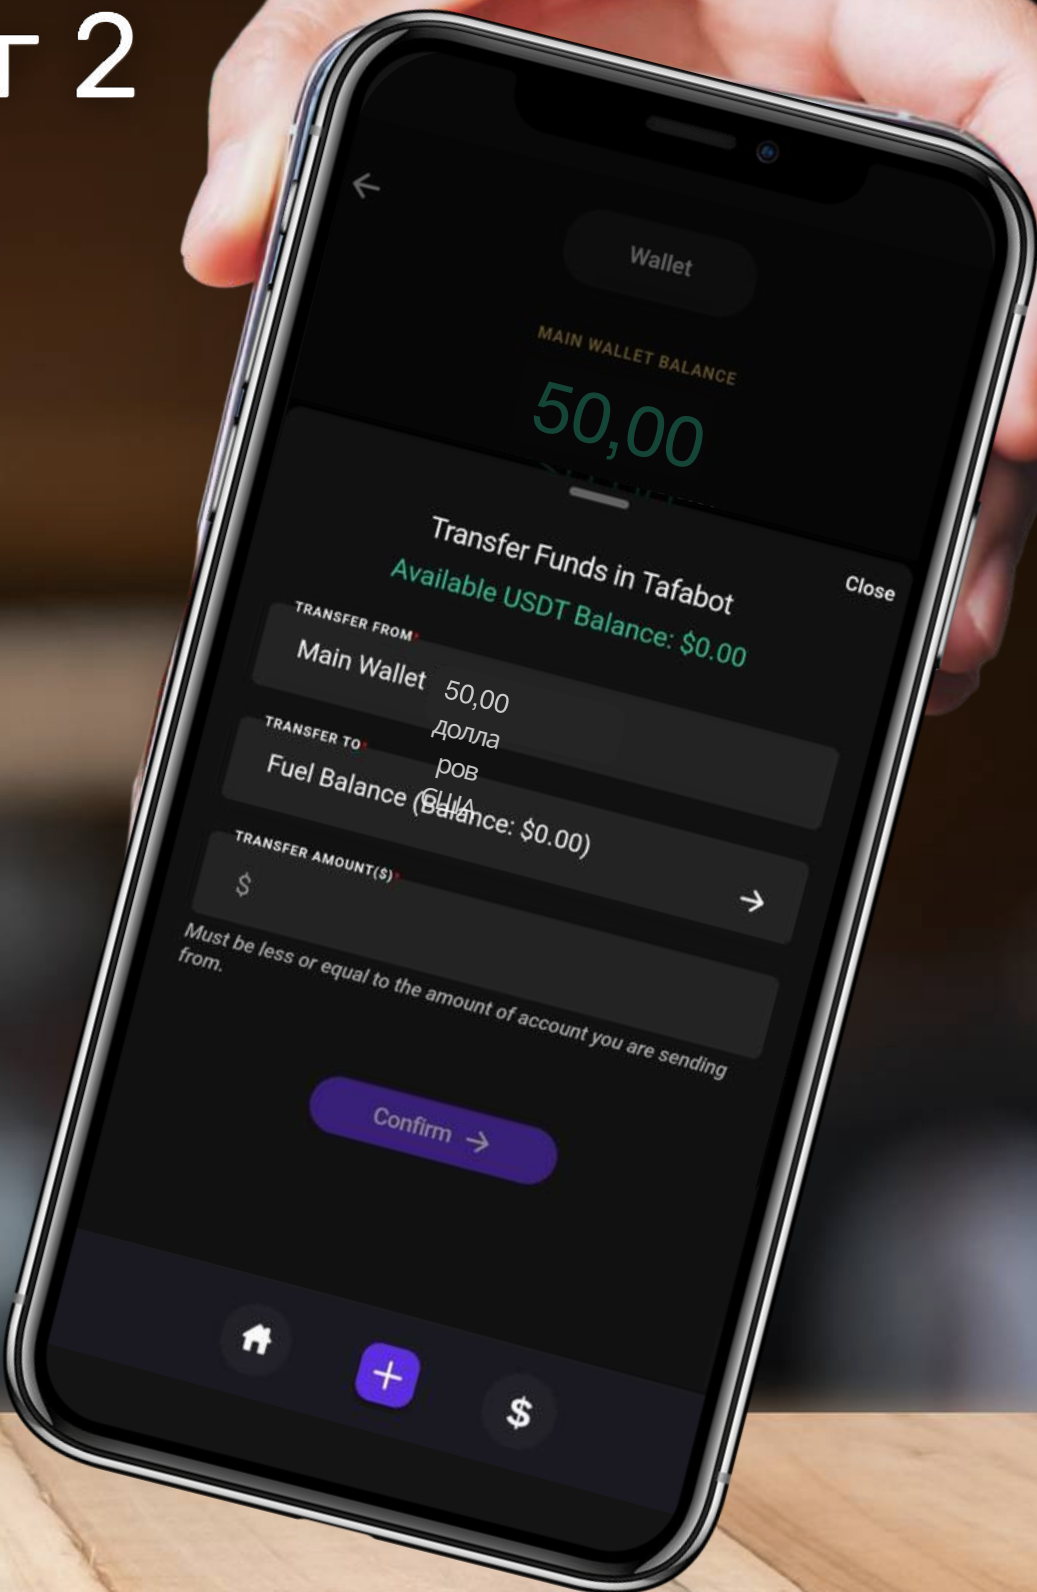 г 2
Wallet
MAIN WALLET BALANCE
50,00
Transfer Funds in Tafabot
Close
Available USDT Balance: $0.00
TRANSFER FROM*
Main Wallet
50,00
долла
ров
США
TRANSFER TO*
Fuel Balance (Balance: $0.00)
TRANSFER AMOUNT($)*
$
Must be less or equal to the amount of account you are sending
from.
Confirm
$